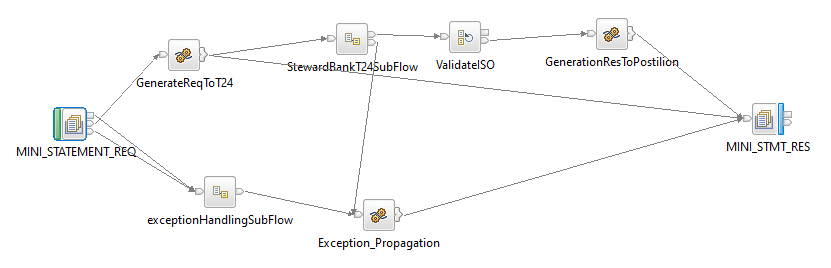 GenerateReqToT24
StewardBankT24SubFlow
ValidateISO
GenerationResToPostilion
MINI_STATEMENT_REQ
MINI_STMT_RES
exceptionHandlingSubFlow
Exception_Propagation